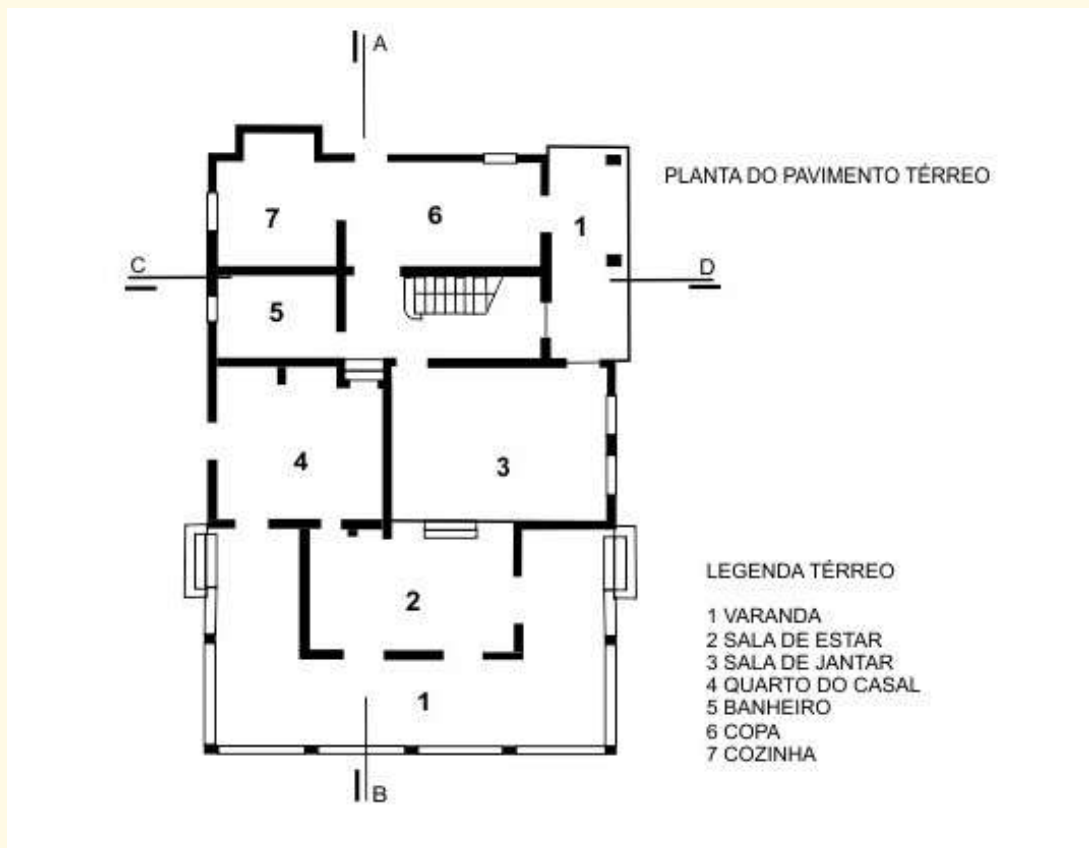 A
PLANTA DO PAVIMENTO TÉRREO
7
6
1
C
D
5
4
3
2
1
B
LEGENDA TÉRREO
1 VARANDA
2 SALA DE ESTAR
3 SALA DE JANTAR
4 QUARTO DO CASAL
5 BANHEIRO
6 COPA
7 COZINHA